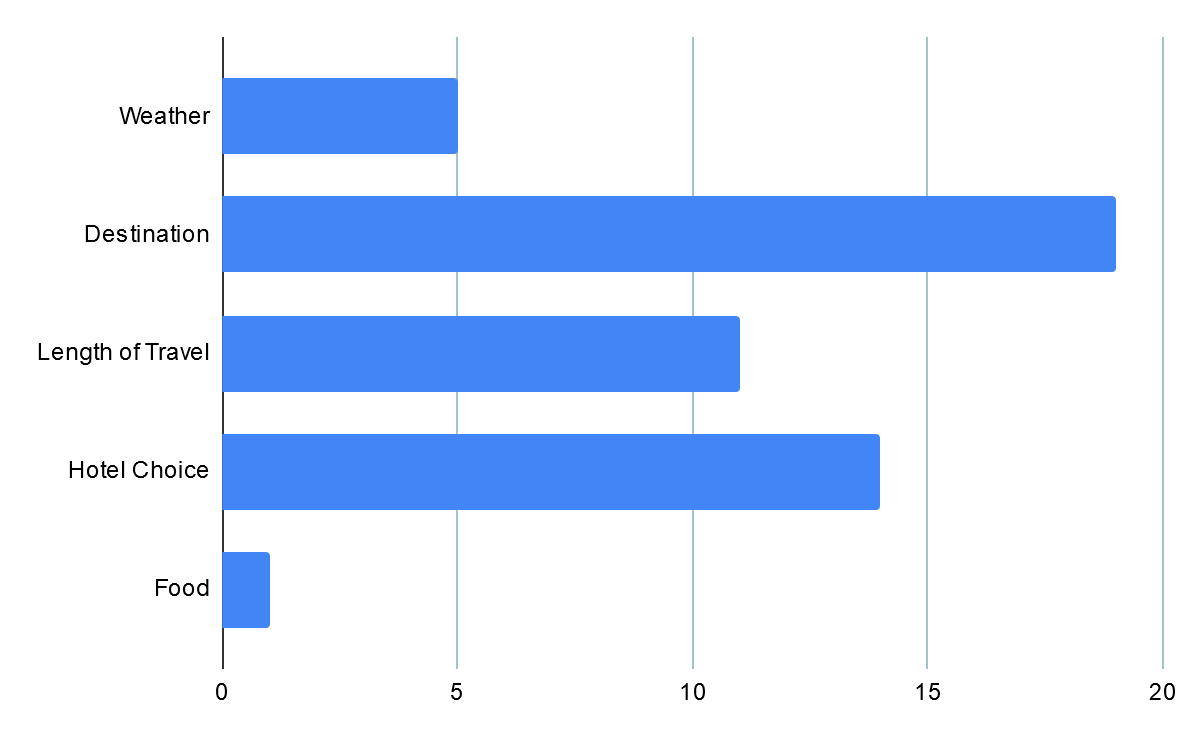 Weather
Destination
Length of Travel
Hotel Choice
Food
0 5 10 15 20